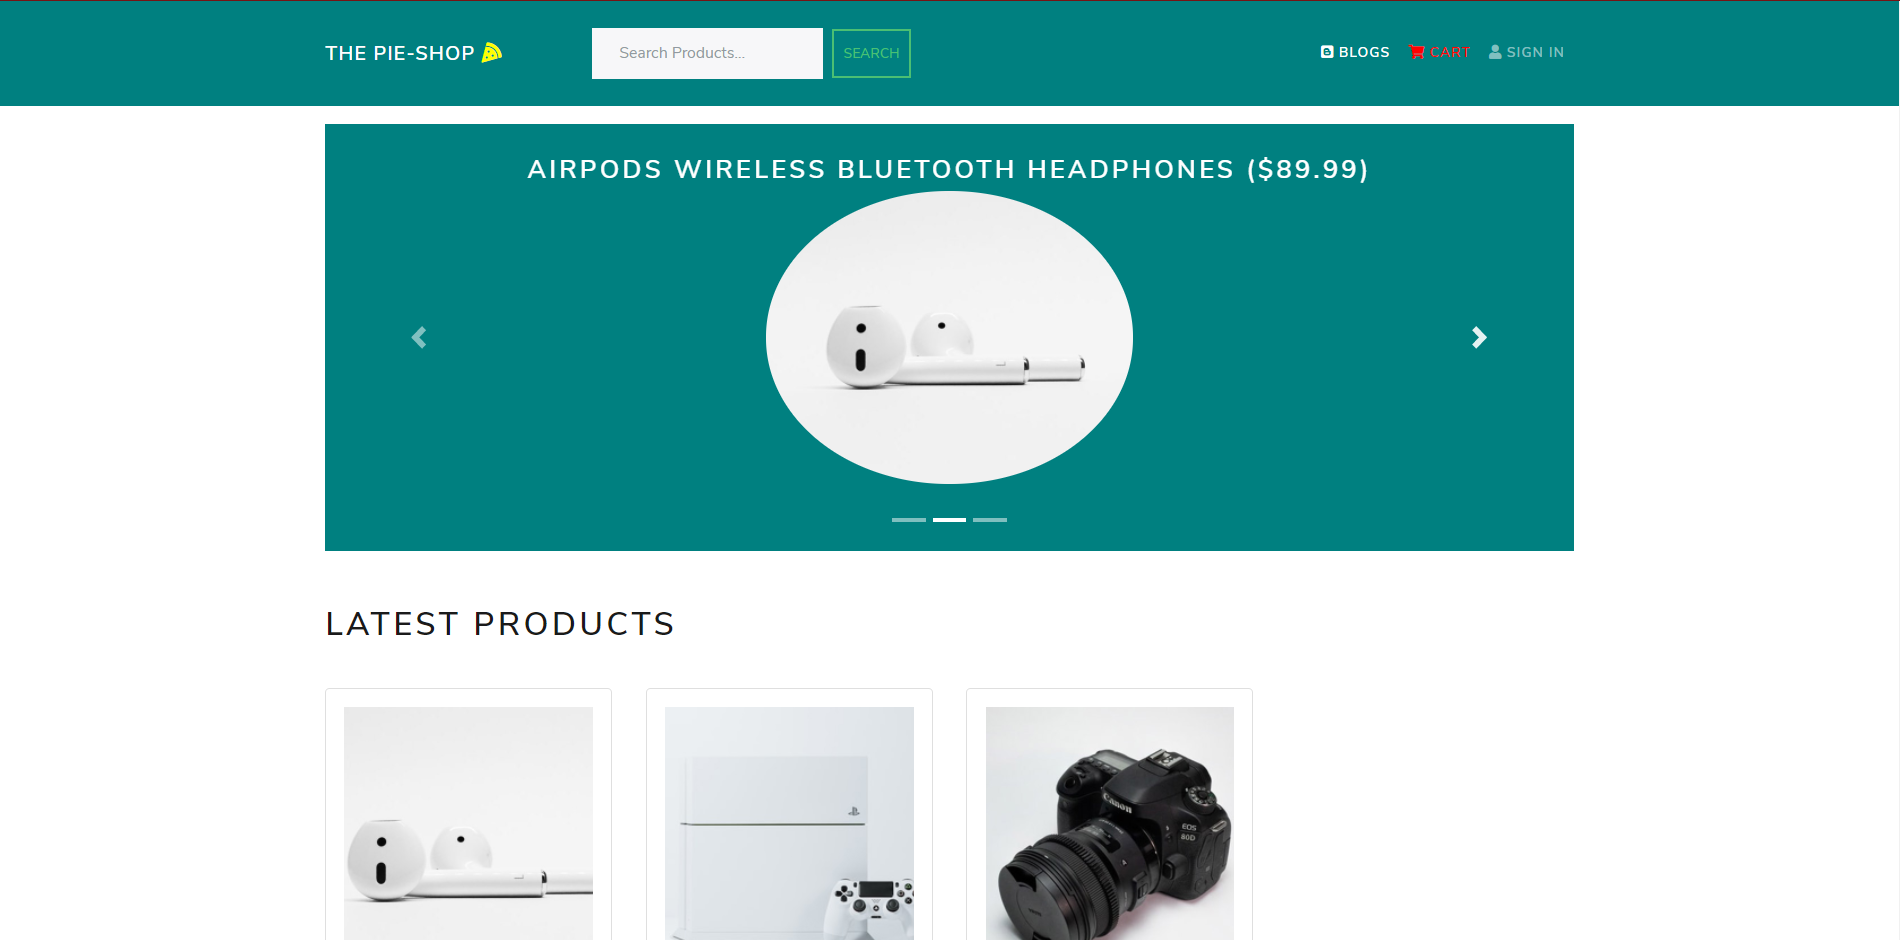 THE PIE-SHOP
Search Products...
SEARCH
BLOGS
CART
SIGN IN
AIRPODS WIRELESS BLUETOOTH HEADPHONES ($89.99)
LATEST PRODUCTS
Canon
EOS
80D